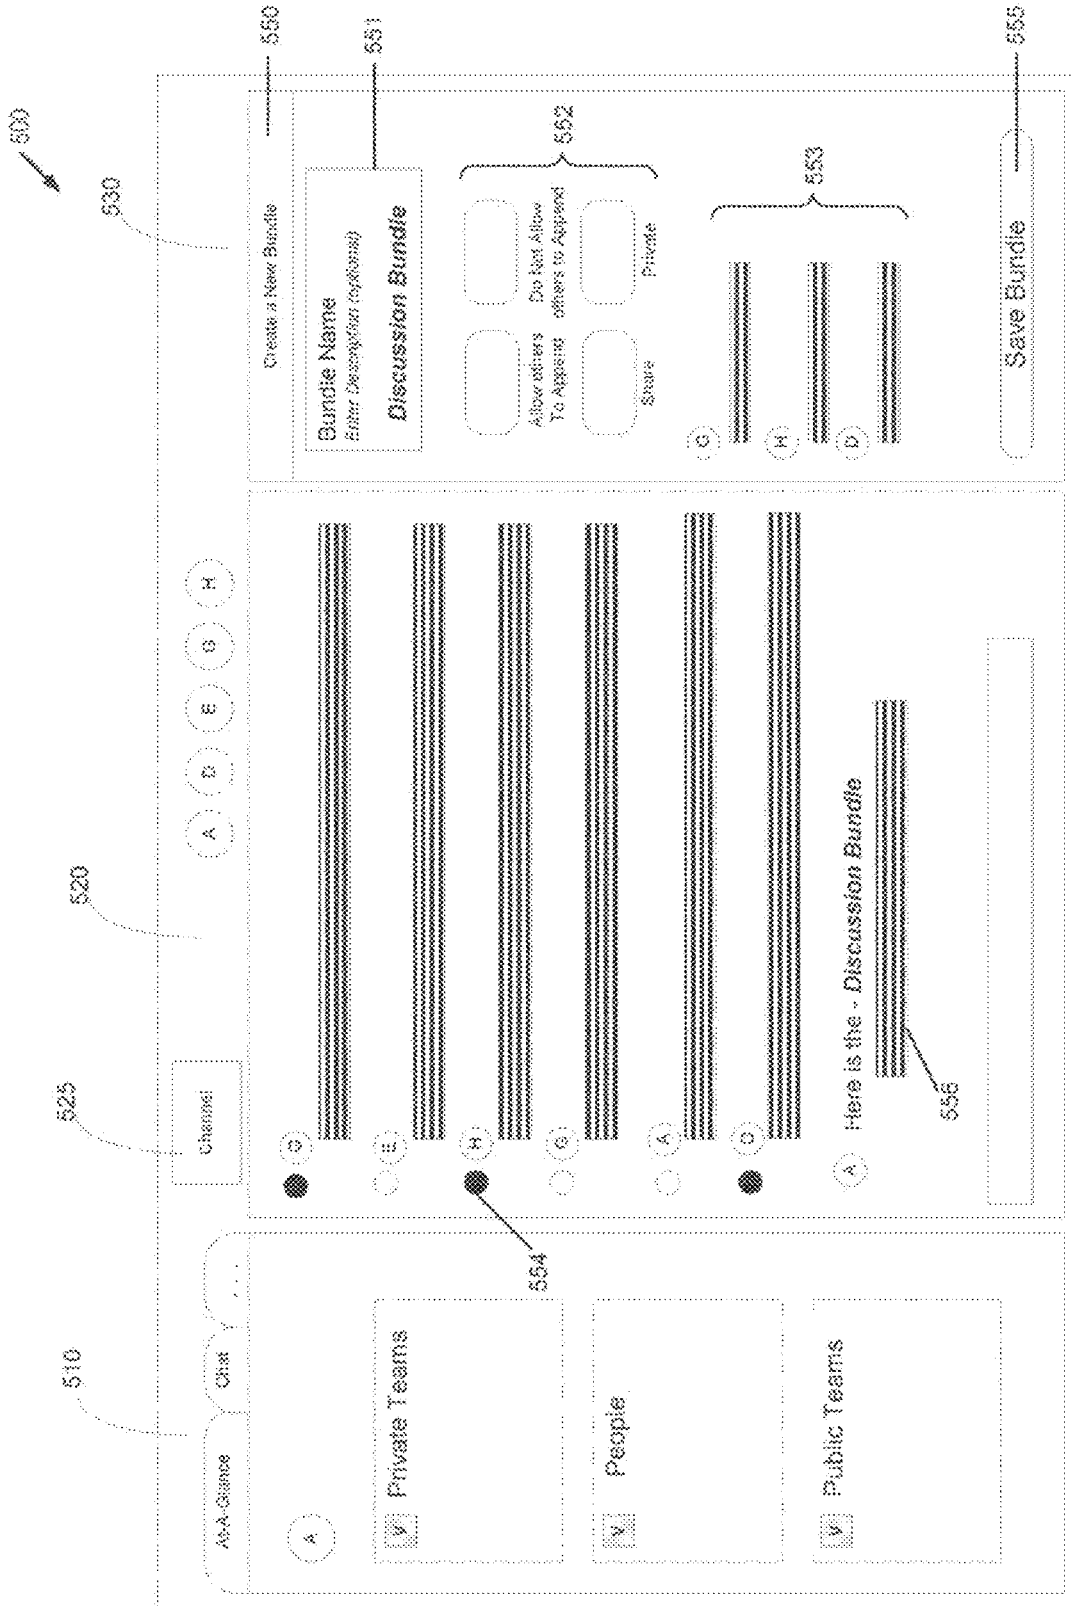 500
510
525
520
530
At-A-Glance
Chat
...
Channel
A
D
E
G
H
A
V Private Teams
V People
V Public Teams
G
E
H
G
A
D
554
A Here is the - Discussion Bundle
556
Create a New Bundle
550
Bundle Name
Enter Description (optional)
Discussion Bundle
551
Allow others
To Append
Do Not Allow
others to Append
Share
Private
552
G
H
D
553
Save Bundle
555